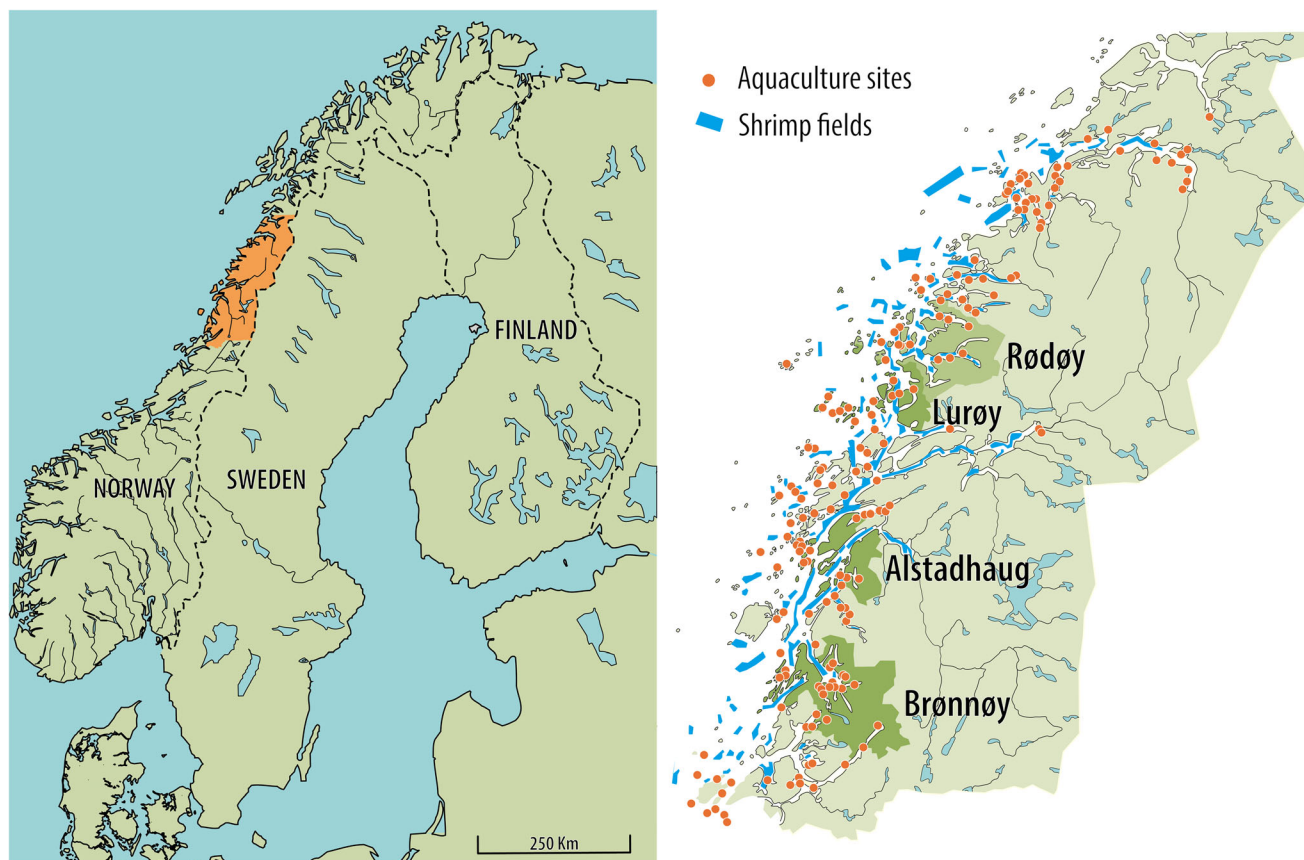 NORWAY
SWEDEN
FINLAND
250 Km
Aquaculture sites
Shrimp fields
Rødøy
Lurøy
Alstadhaug
Brønnøy